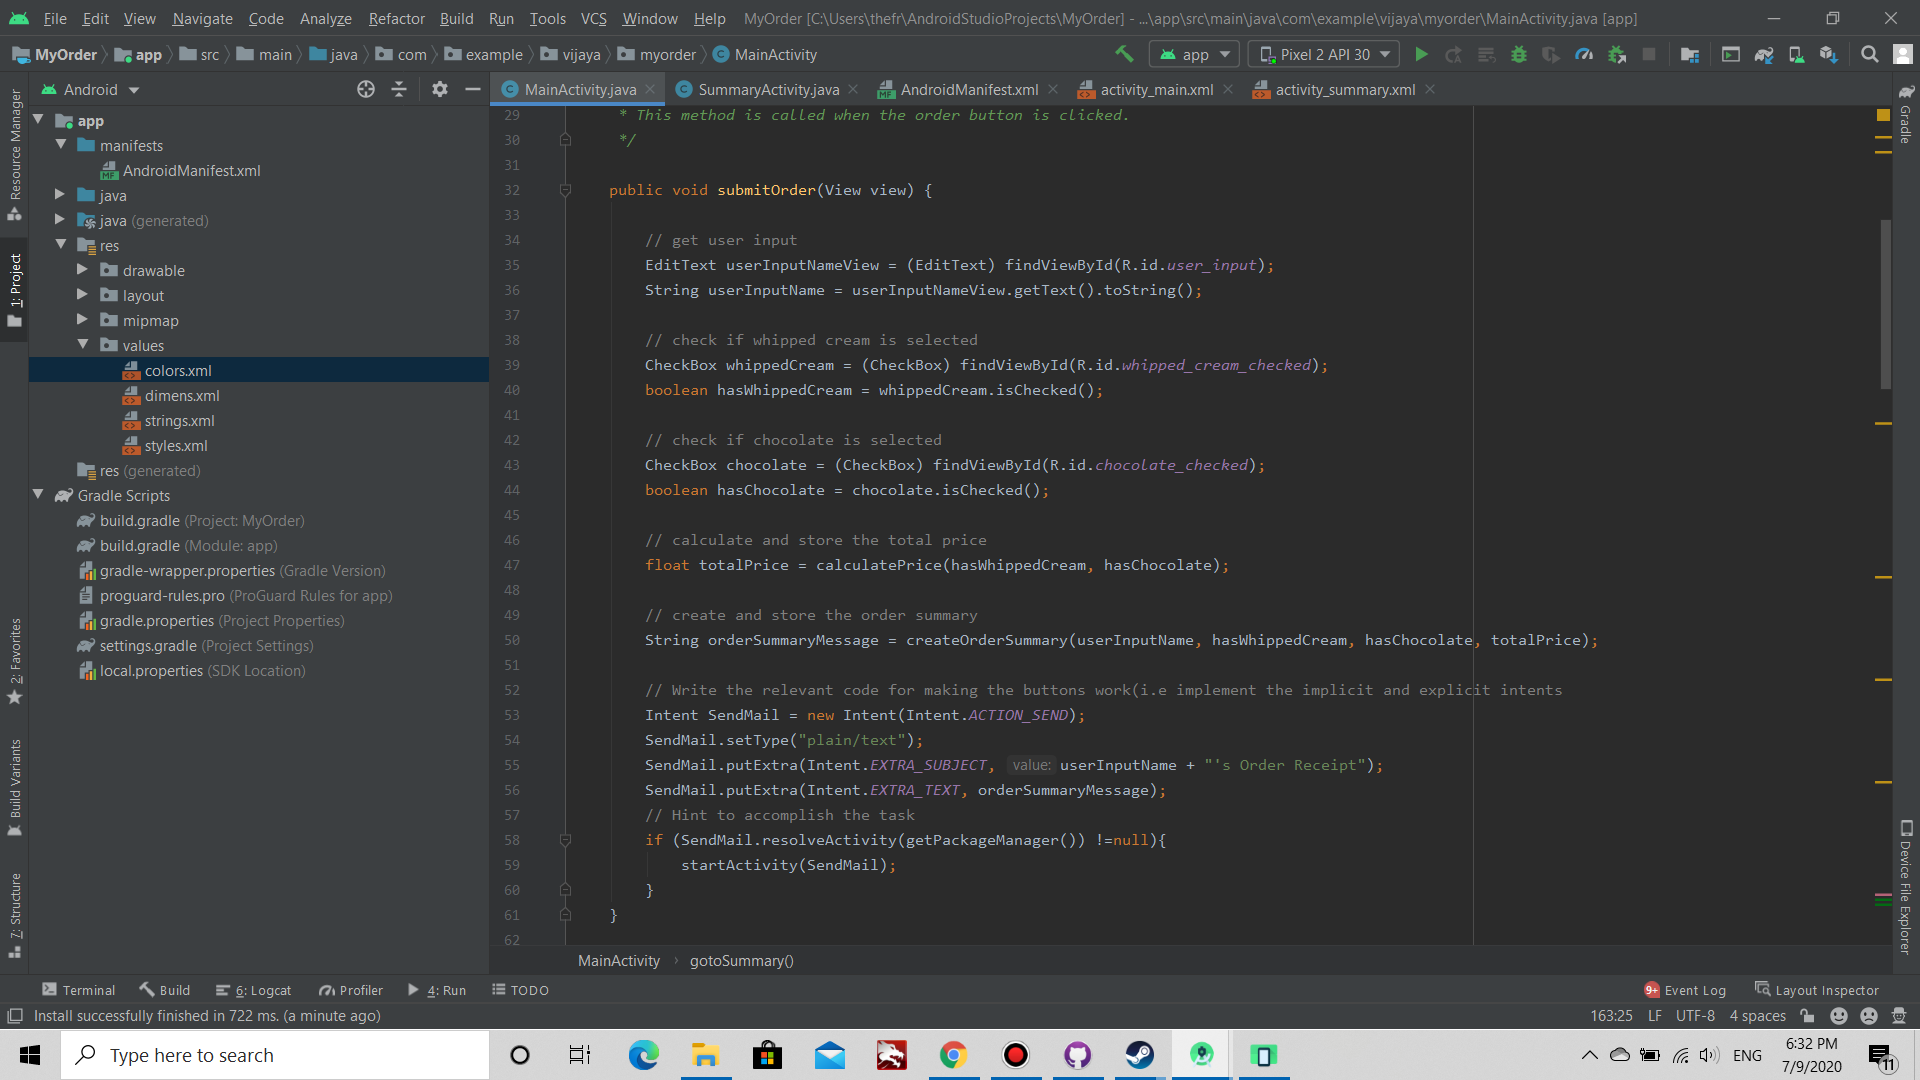 File Edit View Navigate Code Analyze Refactor Build Run Tools VCS Window Help MyOrder [C:\Users\thefr\AndroidStudioProjects\MyOrder] - ...\app\src\main\java\com\example\vijaya\myorder\MainActivity.java [app]
MyOrder app src main java com example vijaya myorder MainActivity app Pixel 2 API 30
Android
MainActivity.java SummaryActivity.java AndroidManifest.xml activity_main.xml activity_summary.xml
Resource Manager
1: Project
2: Favorites
Build Variants
7: Structure
app
manifests
AndroidManifest.xml
java
java (generated)
res
drawable
layout
mipmap
values
colors.xml
dimens.xml
strings.xml
styles.xml
res (generated)
Gradle Scripts
build.gradle (Project: MyOrder)
build.gradle (Module: app)
gradle-wrapper.properties (Gradle Version)
proguard-rules.pro (ProGuard Rules for app)
gradle.properties (Project Properties)
settings.gradle (Project Settings)
local.properties (SDK Location)
29 * This method is called when the order button is clicked.
30 */
31
32 public void submitOrder(View view) {
33
34 // get user input
35 EditText userInputNameView = (EditText) findViewById(R.id.user_input);
36 String userInputName = userInputNameView.getText().toString();
37
38 // check if whipped cream is selected
39 CheckBox whippedCream = (CheckBox) findViewById(R.id.whipped_cream_checked);
40 boolean hasWhippedCream = whippedCream.isChecked();
41
42 // check if chocolate is selected
43 CheckBox chocolate = (CheckBox) findViewById(R.id.chocolate_checked);
44 boolean hasChocolate = chocolate.isChecked();
45
46 // calculate and store the total price
47 float totalPrice = calculatePrice(hasWhippedCream, hasChocolate);
48
49 // create and store the order summary
50 String orderSummaryMessage = createOrderSummary(userInputName, hasWhippedCream, hasChocolate, totalPrice);
51
52 // Write the relevant code for making the buttons work(i.e implement the implicit and explicit intents
53 Intent SendMail = new Intent(Intent.ACTION_SEND);
54 SendMail.setType("plain/text");
55 SendMail.putExtra(Intent.EXTRA_SUBJECT, value: userInputName + "'s Order Receipt");
56 SendMail.putExtra(Intent.EXTRA_TEXT, orderSummaryMessage);
57 // Hint to accomplish the task
58 if (SendMail.resolveActivity(getPackageManager()) !=null){
59 startActivity(SendMail);
60 }
61 }
62
Gradle
Device File Explorer
MainActivity gotoSummary()
Terminal Build 6: Logcat Profiler 4: Run TODO 9+ Event Log Layout Inspector
Install successfully finished in 722 ms. (a minute ago) 163:25 LF UTF-8 4 spaces
Type here to search ENG 6:32 PM
7/9/2020 11